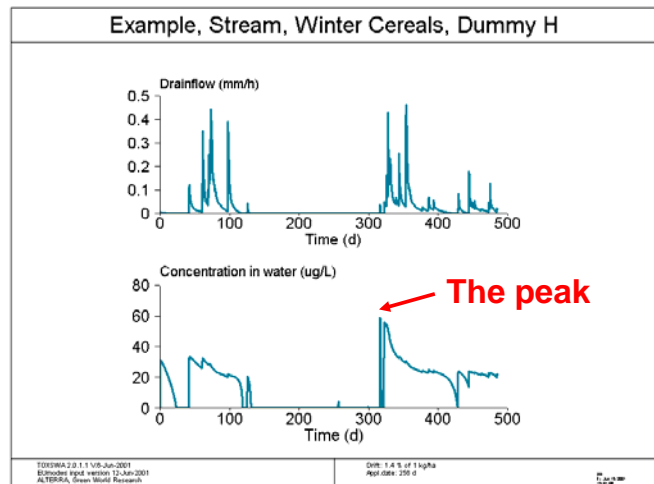 Example, Stream, Winter Cereals, Dummy H
Drainflow (mm/h)
0.5
0.4
0.3
0.2
0.1
0
0 100 200 300 400 500
Time (d)
Concentration in water (ug/L)
The peak
80
60
40
20
0
0 100 200 300 400 500
Time (d)
TOXSWA 2.0.1.1 V/6-Jun-2001
EUmodes input version 12-Jun-2001
ALTERRA, Green World Research
Drift: 1.4 % of 1 kg/ha
Appl.date: 256 d